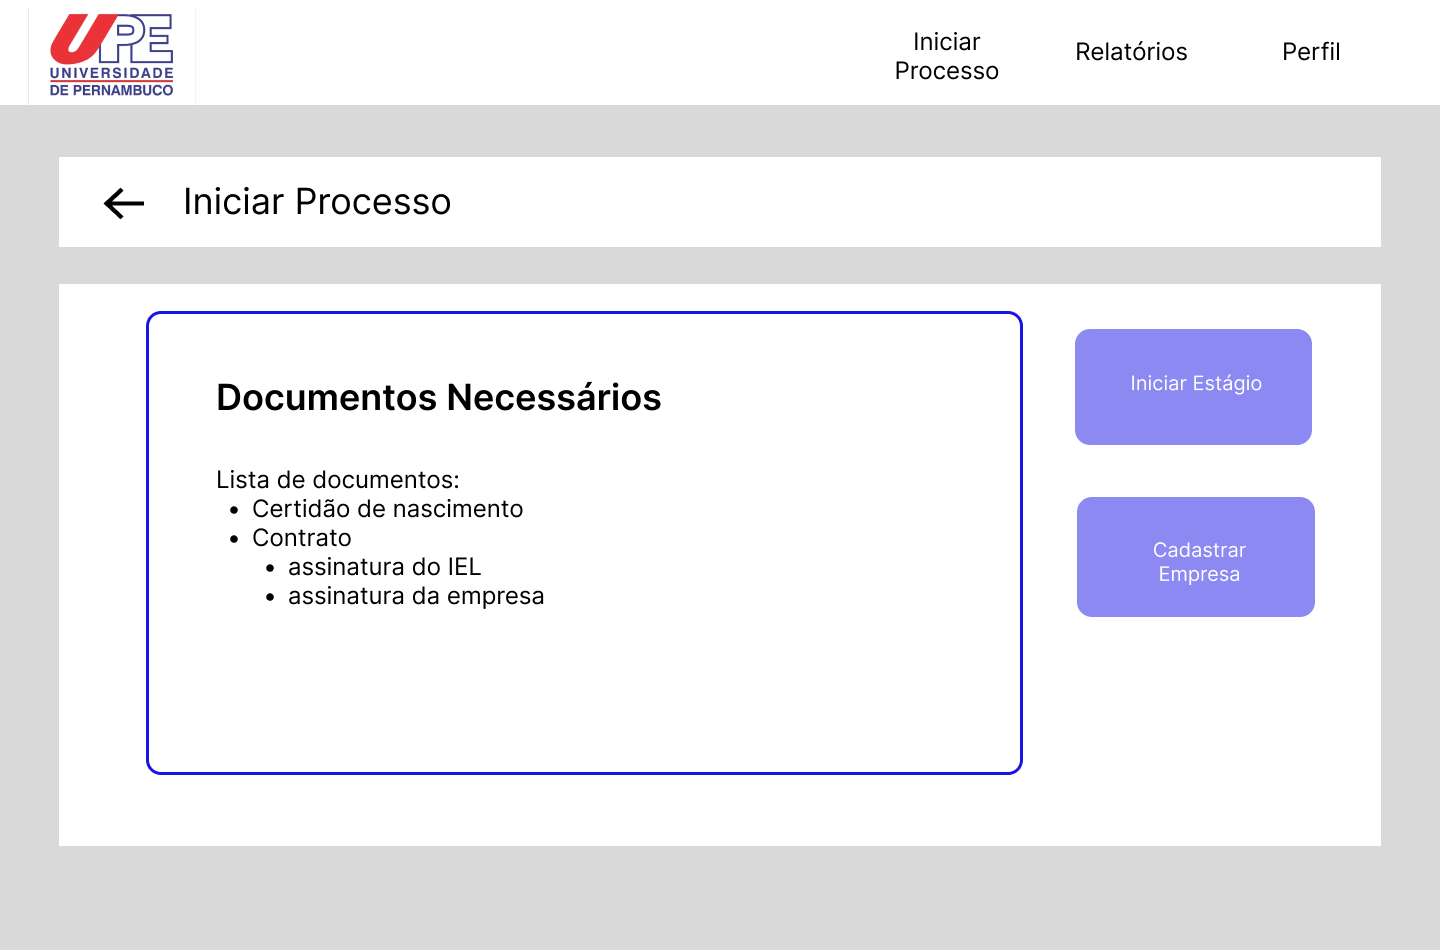 UPE
UNIVERSIDADE
DE PERNAMBUCO
Iniciar
Processo
Relatórios
Perfil
Iniciar Processo
Documentos Necessários
Lista de documentos:
• Certidão de nascimento
• Contrato
• assinatura do IEL
• assinatura da empresa
Iniciar Estágio
Cadastrar
Empresa